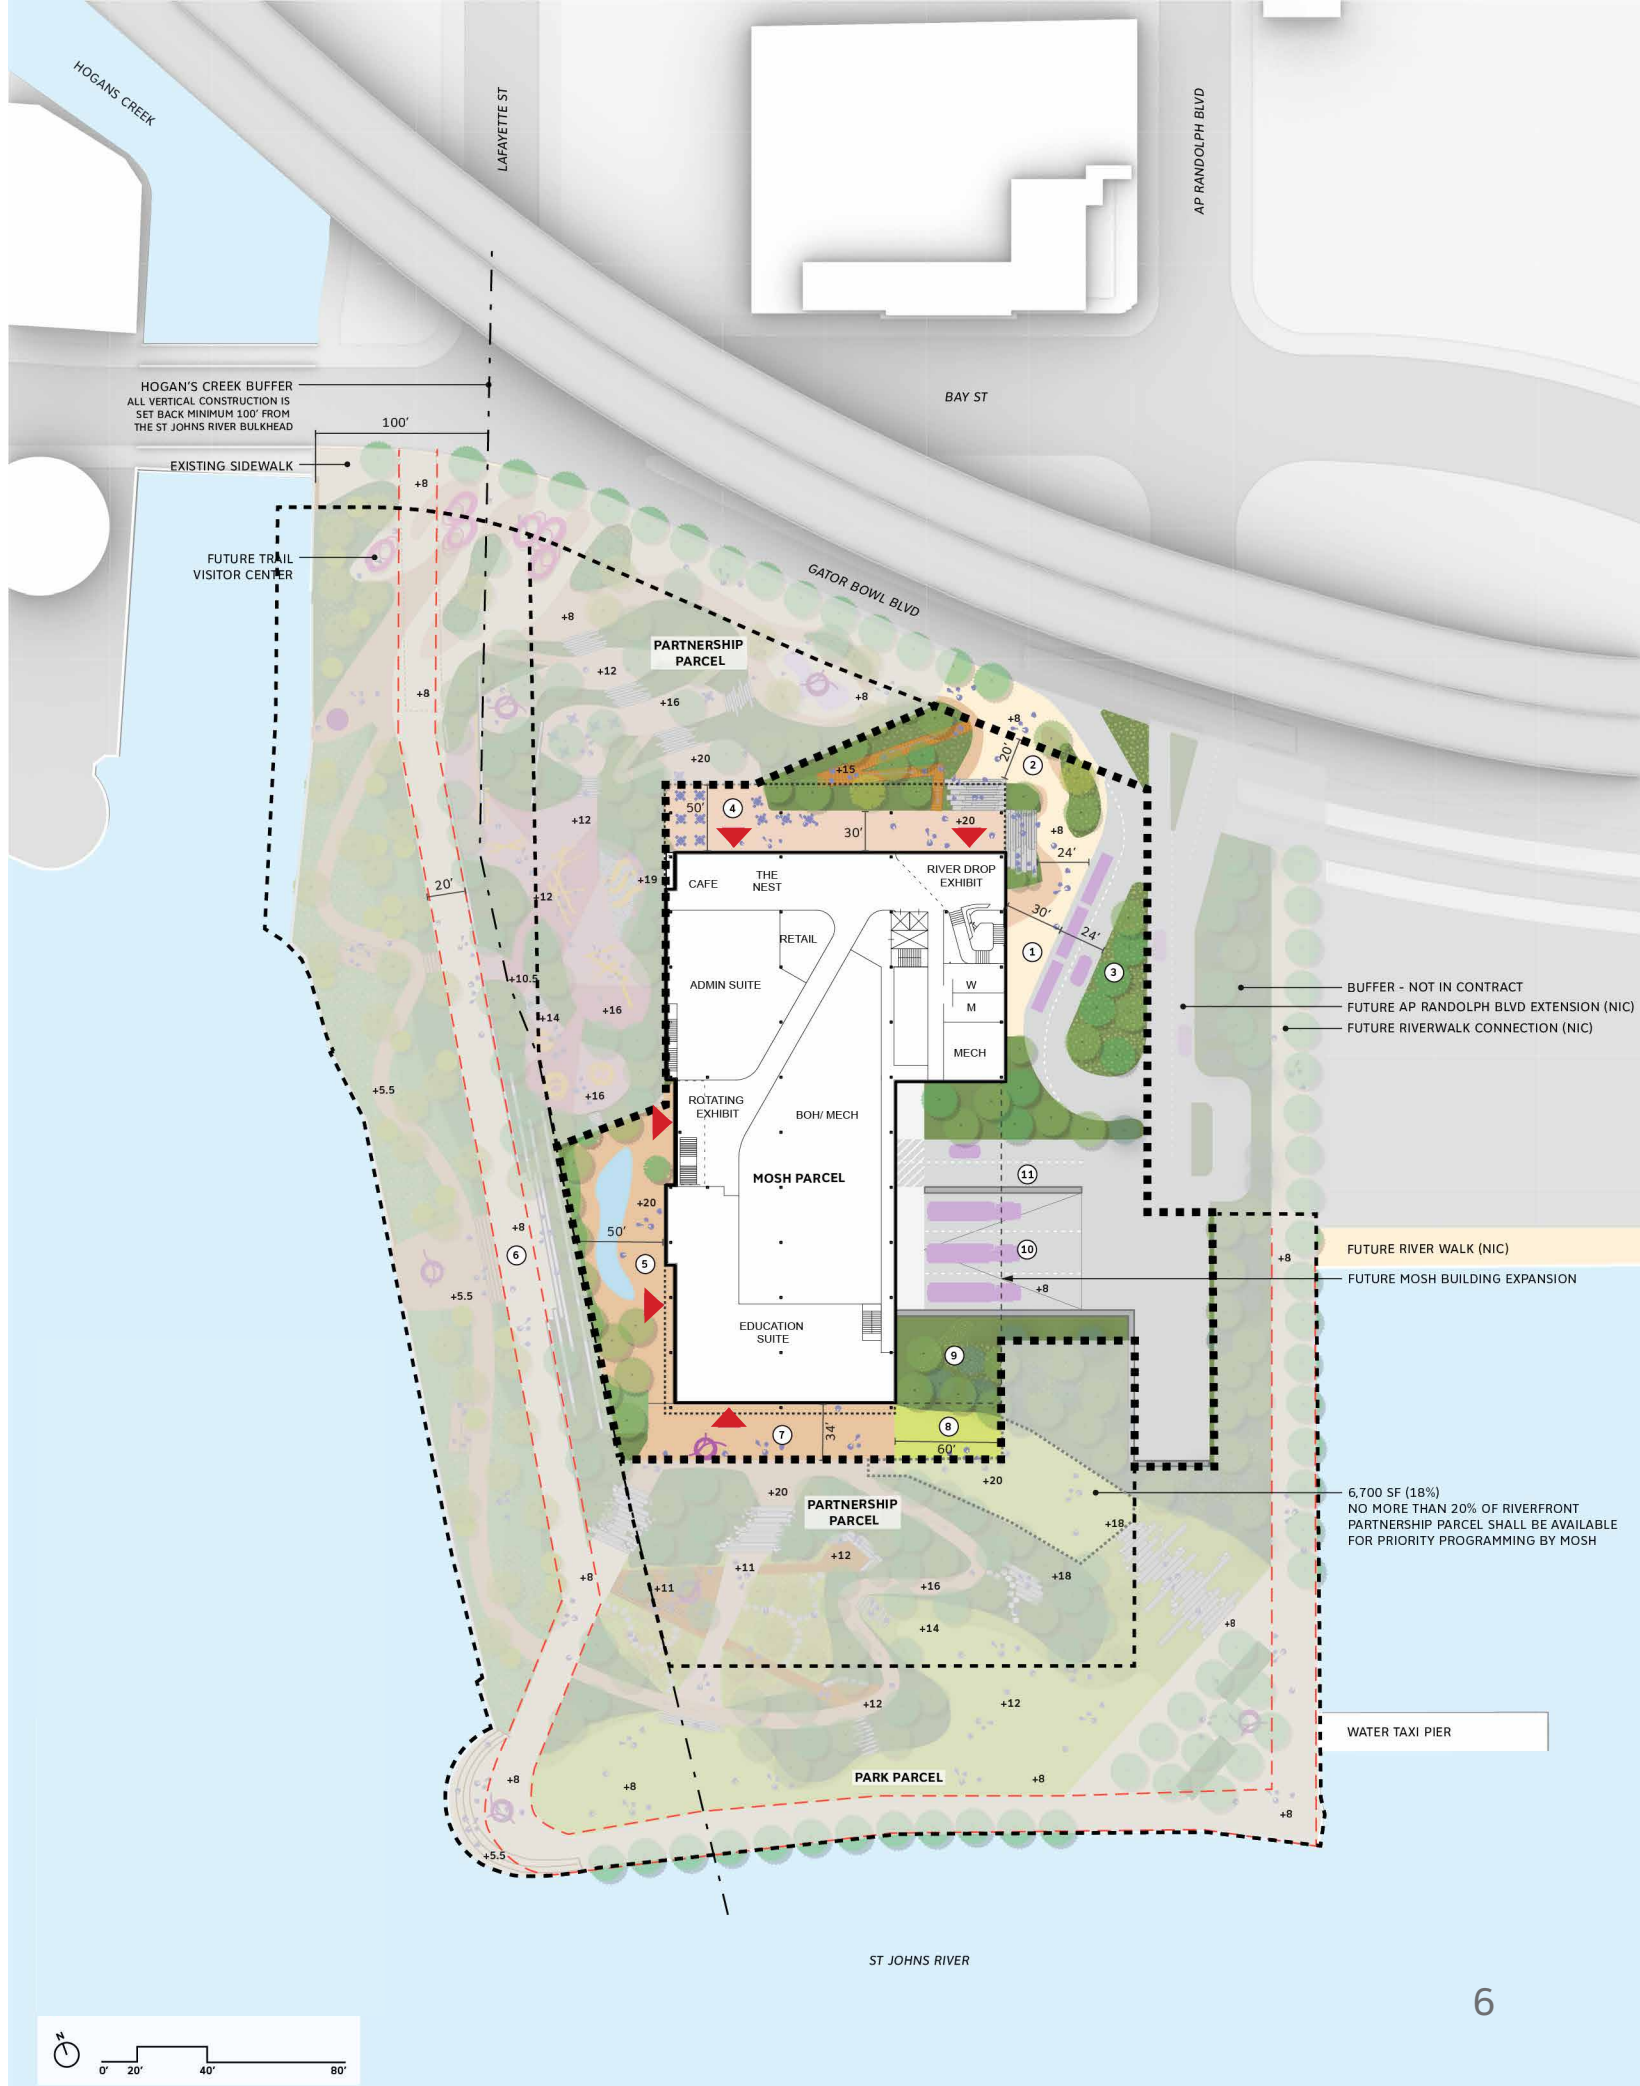 HOGANS CREEK
LAFAYETTE ST
AP RANDOLPH BLVD
HOGAN'S CREEK BUFFER
ALL VERTICAL CONSTRUCTION IS
SET BACK MINIMUM 100' FROM
THE ST JOHNS RIVER BULKHEAD
BAY ST
100'
EXISTING SIDEWALK
+8
FUTURE TRAIL
VISITOR CENTER
GATOR BOWL BLVD
+8
PARTNERSHIP
PARCEL
+12
+8
+16
+8
+8
20'
2
+20
+15
50'
4
+12
+20
30'
+8
24'
RIVER DROP
EXHIBIT
THE
NEST
CAFE
+19
20'
+12
30'
24'
RETAIL
1
3
+10.5
ADMIN SUITE
W
M
BUFFER - NOT IN CONTRACT
FUTURE AP RANDOLPH BLVD EXTENSION (NIC)
FUTURE RIVERWALK CONNECTION (NIC)
+14
+16
MECH
+5.5
+16
ROTATING
EXHIBIT
BOH/ MECH
11
MOSH PARCEL
+20
+8
50'
6
5
10
+8
FUTURE RIVER WALK (NIC)
FUTURE MOSH BUILDING EXPANSION
+8
+5.5
EDUCATION
SUITE
9
7
34'
8
60'
+20
+20
6,700 SF (18%)
NO MORE THAN 20% OF RIVERFRONT
PARTNERSHIP PARCEL SHALL BE AVAILABLE
FOR PRIORITY PROGRAMMING BY MOSH
PARTNERSHIP
PARCEL
+18
+12
+11
+8
+11
+16
+18
+14
+8
+12
+12
WATER TAXI PIER
PARK PARCEL
+8
+8
+8
+8
+5.5
ST JOHNS RIVER
6
N
0' 20' 40' 80'